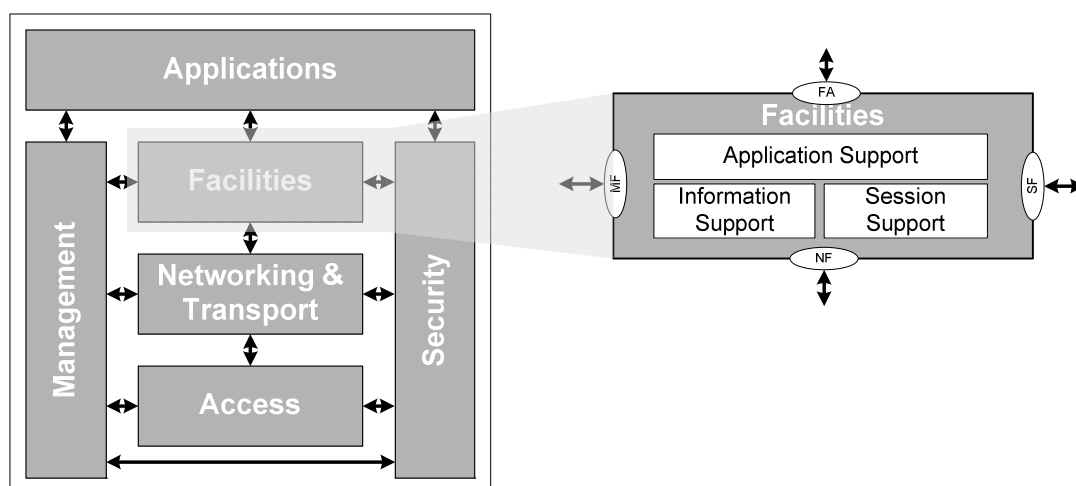 Applications
Facilities
Networking &
Transport
Access
Management
Security
FA
Facilities
Application Support
Information
Support
Session
Support
MF
SF
NF